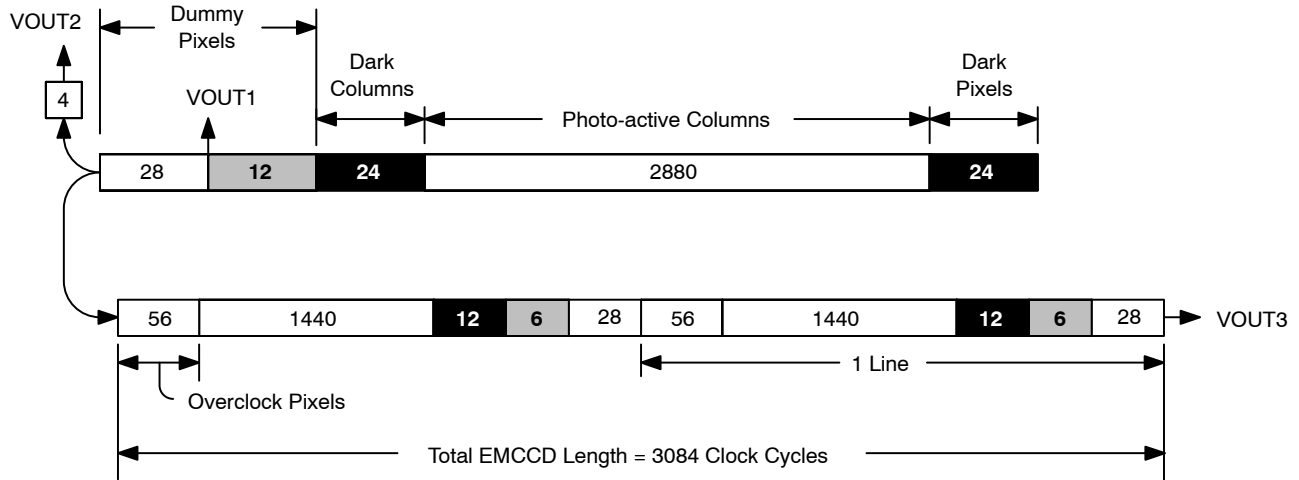 VOUT2
Dummy
Pixels
4
VOUT1
Dark
Columns
Photo-active Columns
Dark
Pixels
28 12 24 2880 24
56 1440 12 6 28 56 1440 12 6 28
VOUT3
1 Line
Overclock Pixels
Total EMCCD Length = 3084 Clock Cycles